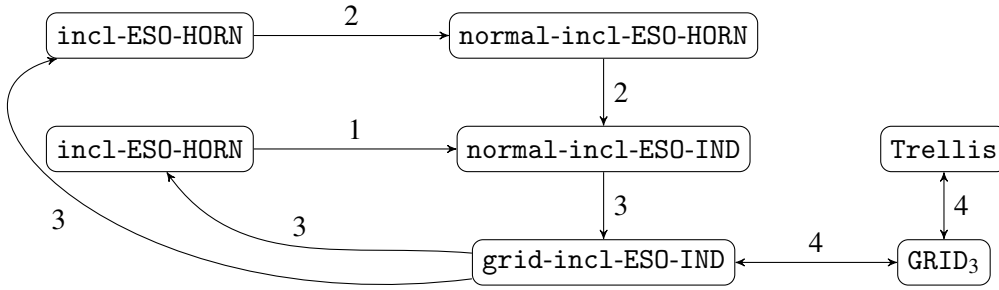 incl-ESO-HORN
2
normal-incl-ESO-HORN
2
incl-ESO-HORN
1
normal-incl-ESO-IND
Trellis
3
3
3
4
4
grid-incl-ESO-IND
GRID₃